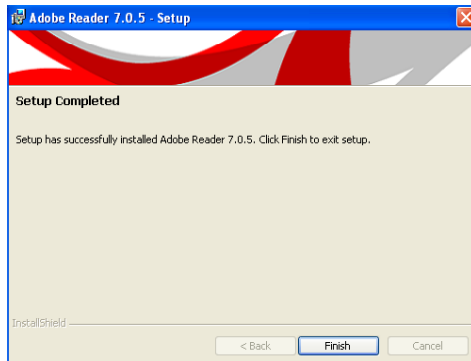 Adobe Reader 7.0.5 - Setup
Setup Completed
Setup has successfully installed Adobe Reader 7.0.5. Click Finish to exit setup.
InstallShield
< Back Finish Cancel